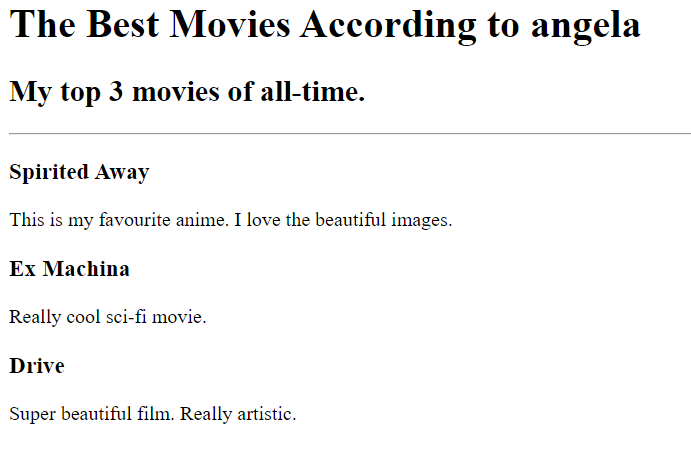 The Best Movies According to angela
My top 3 movies of all-time.
Spirited Away
This is my favourite anime. I love the beautiful images.
Ex Machina
Really cool sci-fi movie.
Drive
Super beautiful film. Really artistic.